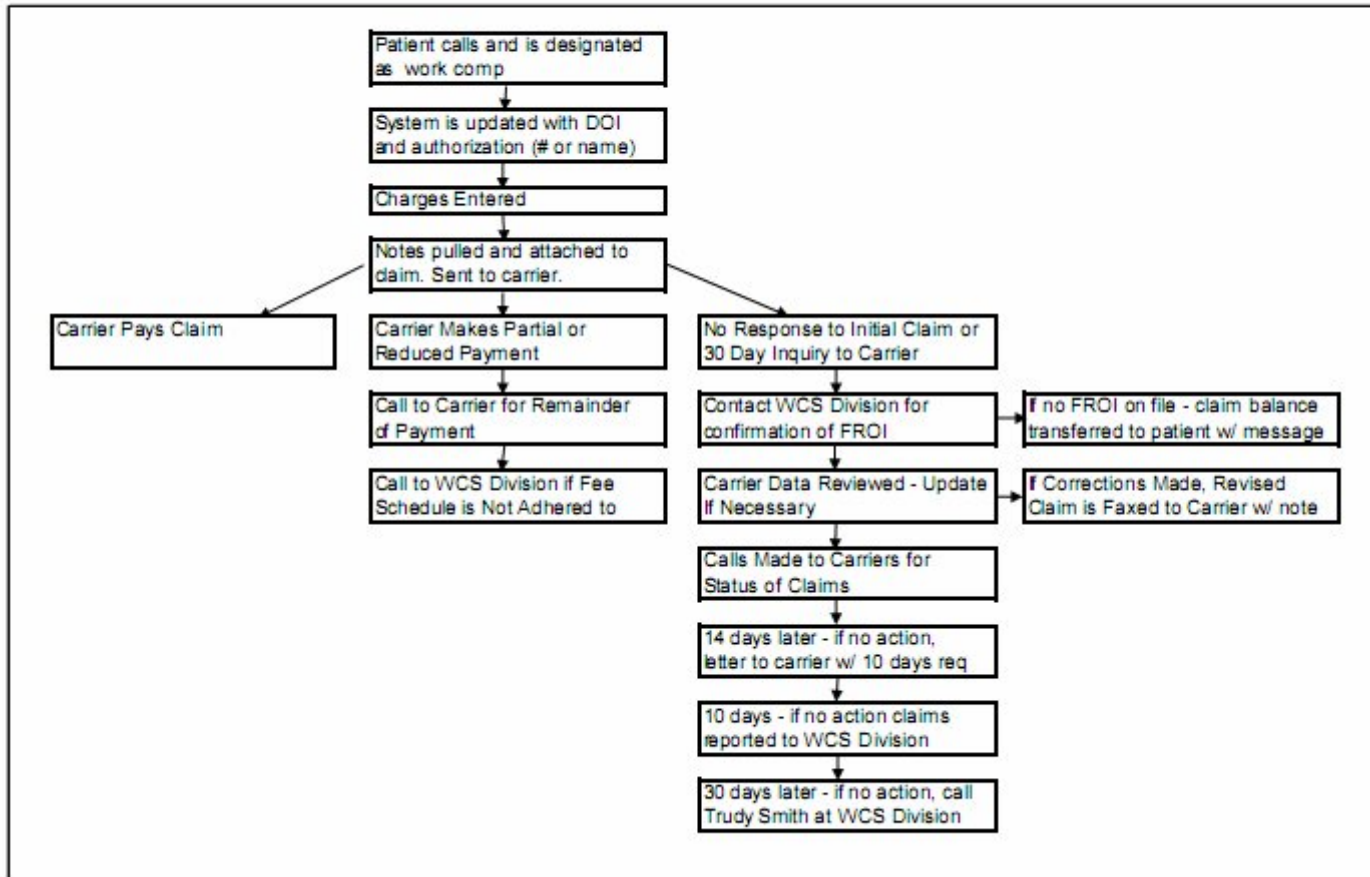 Patient calls and is designated
as work comp
System is updated with DOI
and authorization (# or name)
Charges Entered
Notes pulled and attached to
claim. Sent to carrier.
Carrier Pays Claim
Carrier Makes Partial or
Reduced Payment
No Response to Initial Claim or
30 Day Inquiry to Carrier
Call to Carrier for Remainder
of Payment
Contact WCS Division for
confirmation of FROI
If no FROI on file - claim balance
transferred to patient w/ message
Call to WCS Division if Fee
Schedule is Not Adhered to
Carrier Data Reviewed - Update
If Necessary
If Corrections Made, Revised
Claim is Faxed to Carrier w/ note
Calls Made to Carriers for
Status of Claims
14 days later - if no action,
letter to carrier w/ 10 days req
10 days - if no action claims
reported to WCS Division
30 days later - if no action, call
Trudy Smith at WCS Division